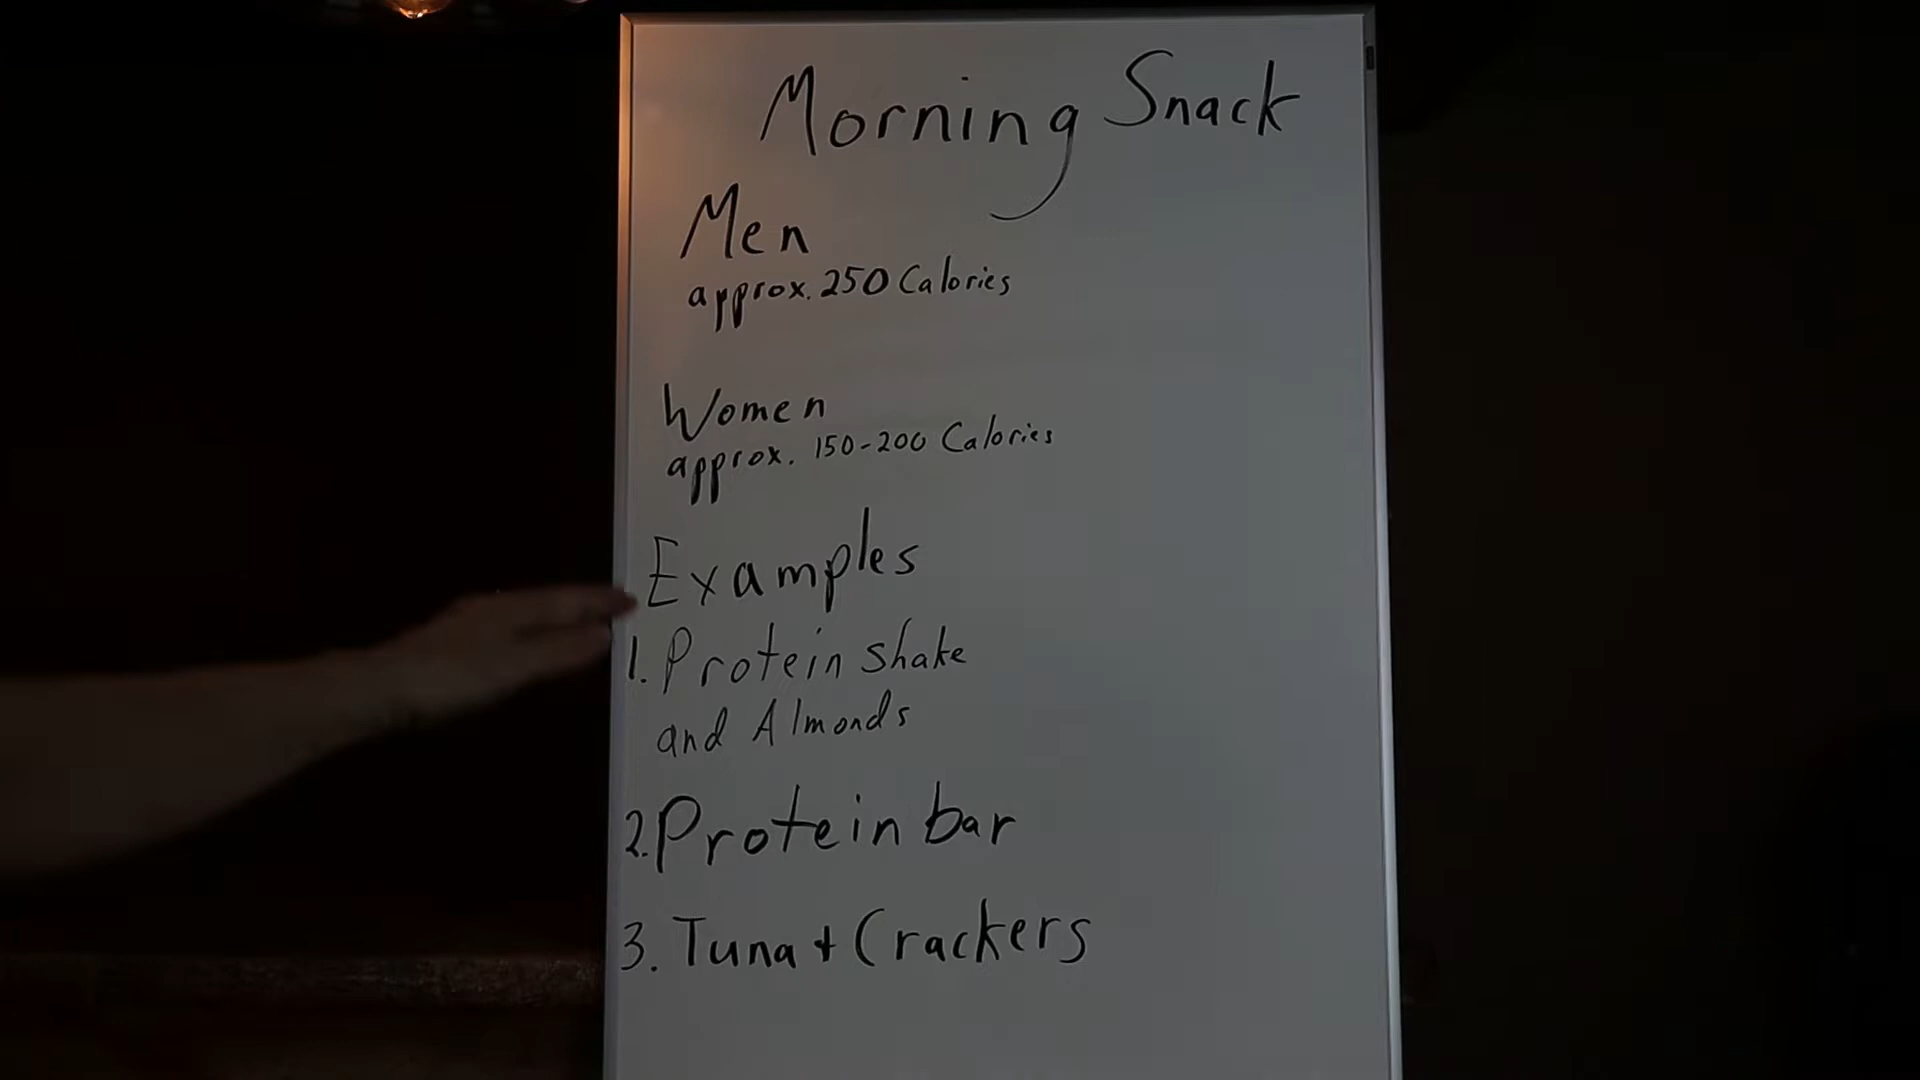 Morning Snack
Men
approx. 250 Calories
Women
approx. 150-200 Calories
Examples
1. Protein shake
and Almonds
2. Protein bar
3. Tuna + Crackers